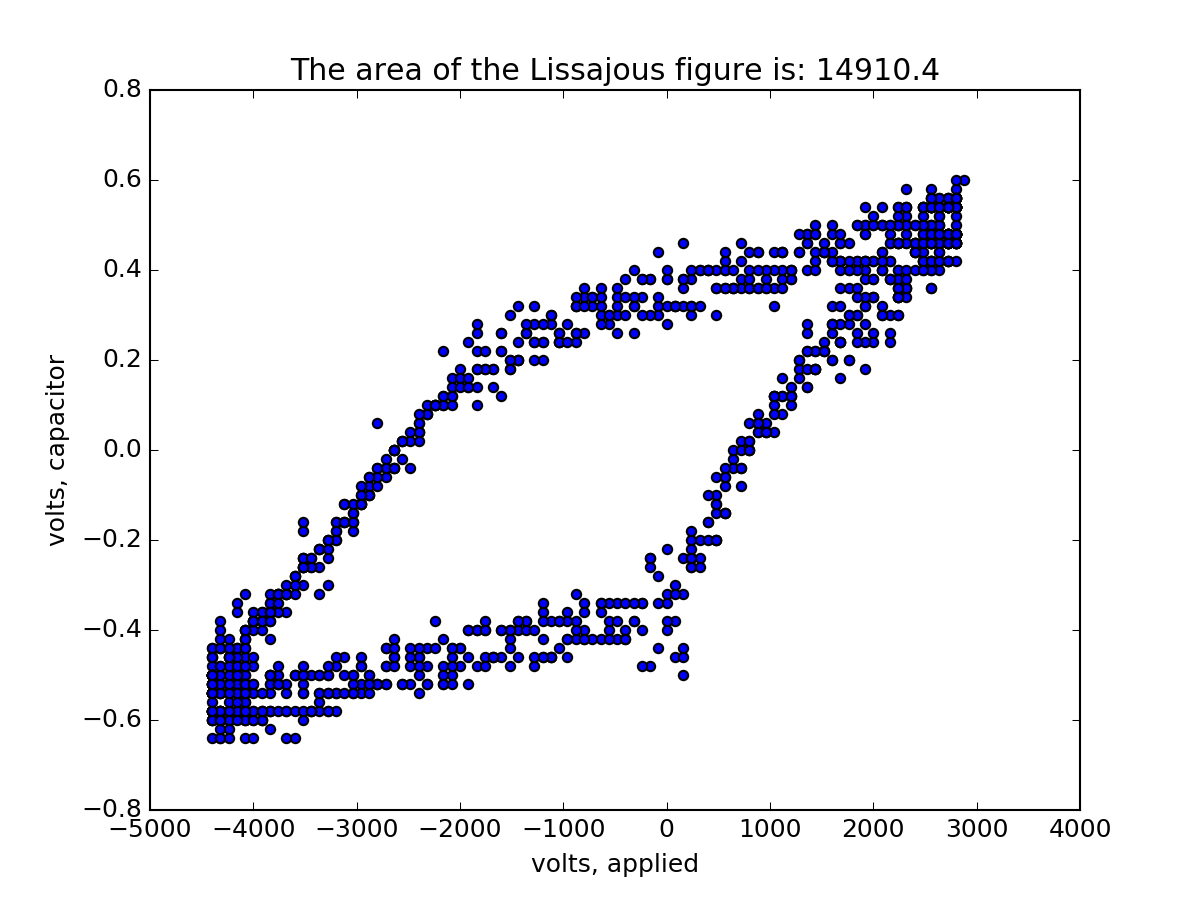 The area of the Lissajous figure is: 14910.4
0.8
0.6
0.4
0.2
0.0
−0.2
−0.4
−0.6
−0.8
volts, capacitor
−5000 −4000 −3000 −2000 −1000 0 1000 2000 3000 4000
volts, applied